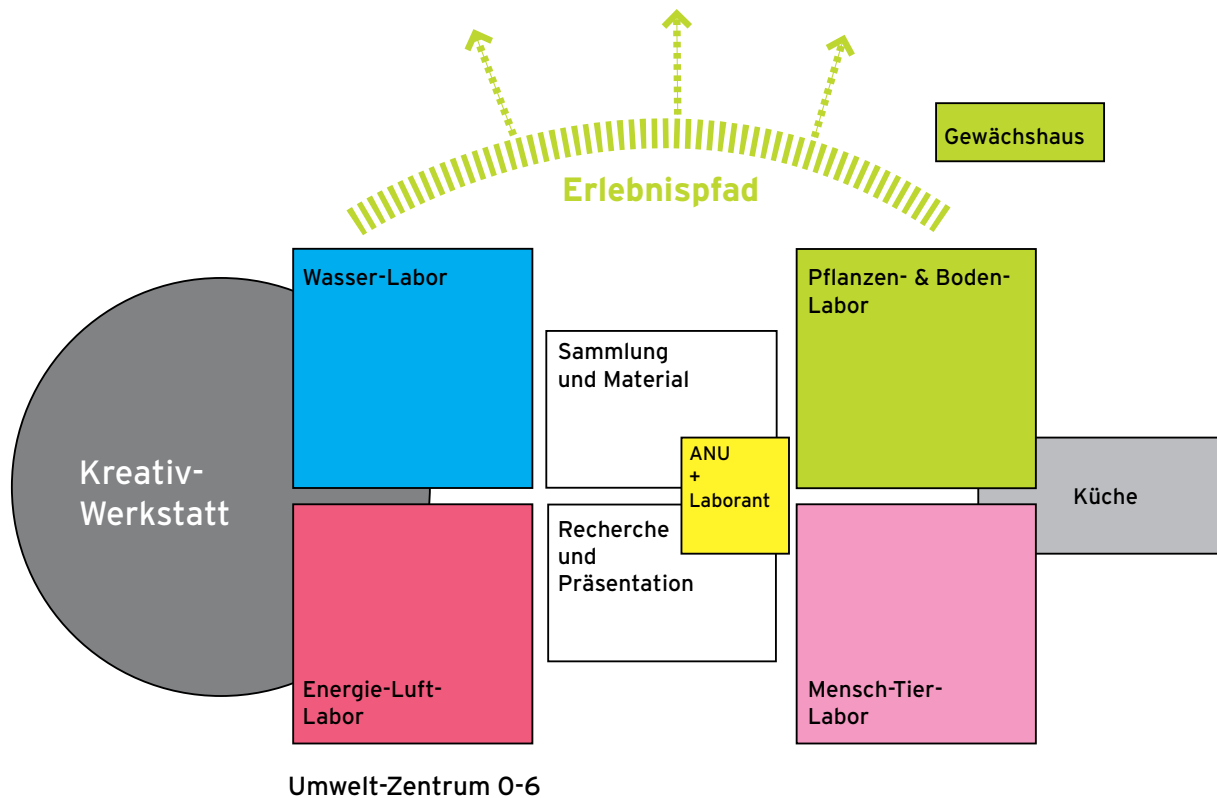 Gewächshaus
Erlebnispfad
Wasser-Labor
Pflanzen- & Boden-
Labor
Sammlung
und Material
Kreativ-
Werkstatt
ANU
+
Laborant
Küche
Recherche
und
Präsentation
Energie-Luft-
Labor
Mensch-Tier-
Labor
Umwelt-Zentrum 0-6